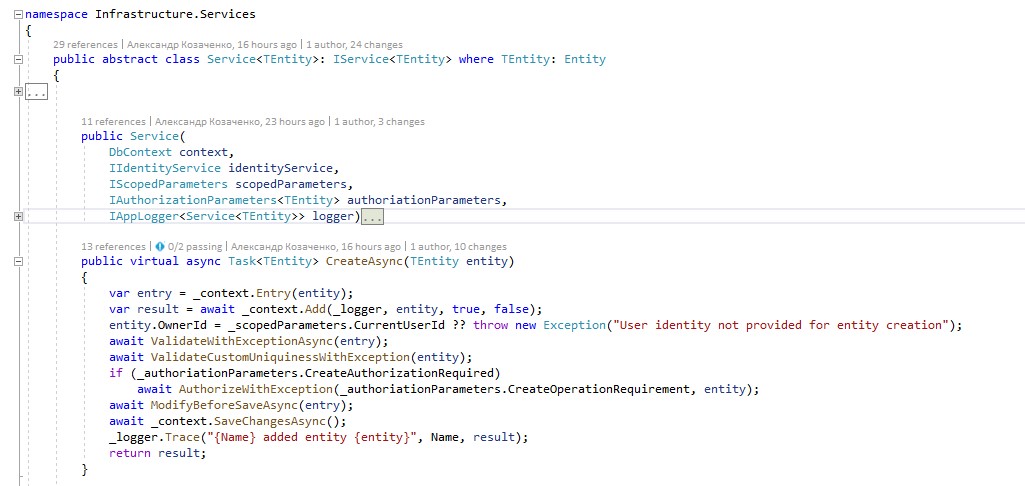 namespace Infrastructure.Services
{
29 references | Александр Козаченко, 16 hours ago | 1 author, 24 changes
public abstract class Service<TEntity>: IService<TEntity> where TEntity: Entity
{
...
11 references | Александр Козаченко, 23 hours ago | 1 author, 3 changes
public Service(
DbContext context,
IIdentityService identityService,
IScopedParameters scopedParameters,
IAuthorizationParameters<TEntity> authoriationParameters,
IAppLogger<Service<TEntity>> logger)...
13 references | 0/2 passing | Александр Козаченко, 16 hours ago | 1 author, 10 changes
public virtual async Task<TEntity> CreateAsync(TEntity entity)
{
var entry = _context.Entry(entity);
var result = await _context.Add(_logger, entity, true, false);
entity.OwnerId = _scopedParameters.CurrentUserId ?? throw new Exception("User identity not provided for entity creation");
await ValidateWithExceptionAsync(entry);
await ValidateCustomUniquinessWithException(entity);
if (_authoriationParameters.CreateAuthorizationRequired)
await AuthorizeWithException(_authoriationParameters.CreateOperationRequirement, entity);
await ModifyBeforeSaveAsync(entry);
await _context.SaveChangesAsync();
_logger.Trace("{Name} added entity {entity}", Name, result);
return result;
}